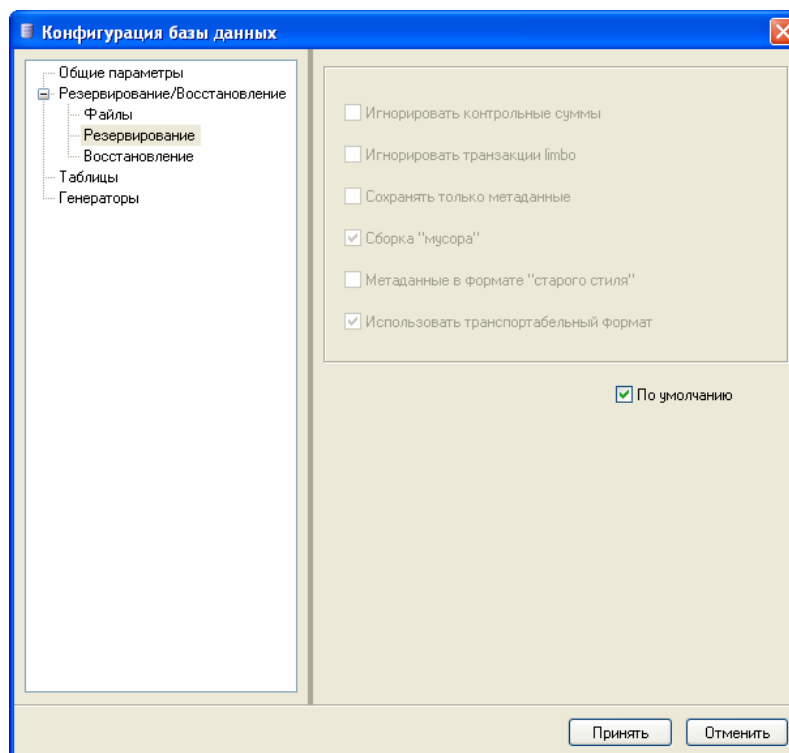 Конфигурация базы данных
Общие параметры
Резервирование/Восстановление
Файлы
Резервирование
Восстановление
Таблицы
Генераторы
Игнорировать контрольные суммы
Игнорировать транзакции limbo
Сохранять только метаданные
Сборка "мусора"
Метаданные в формате "старого стиля"
Использовать транспортабельный формат
По умолчанию
Принять
Отменить